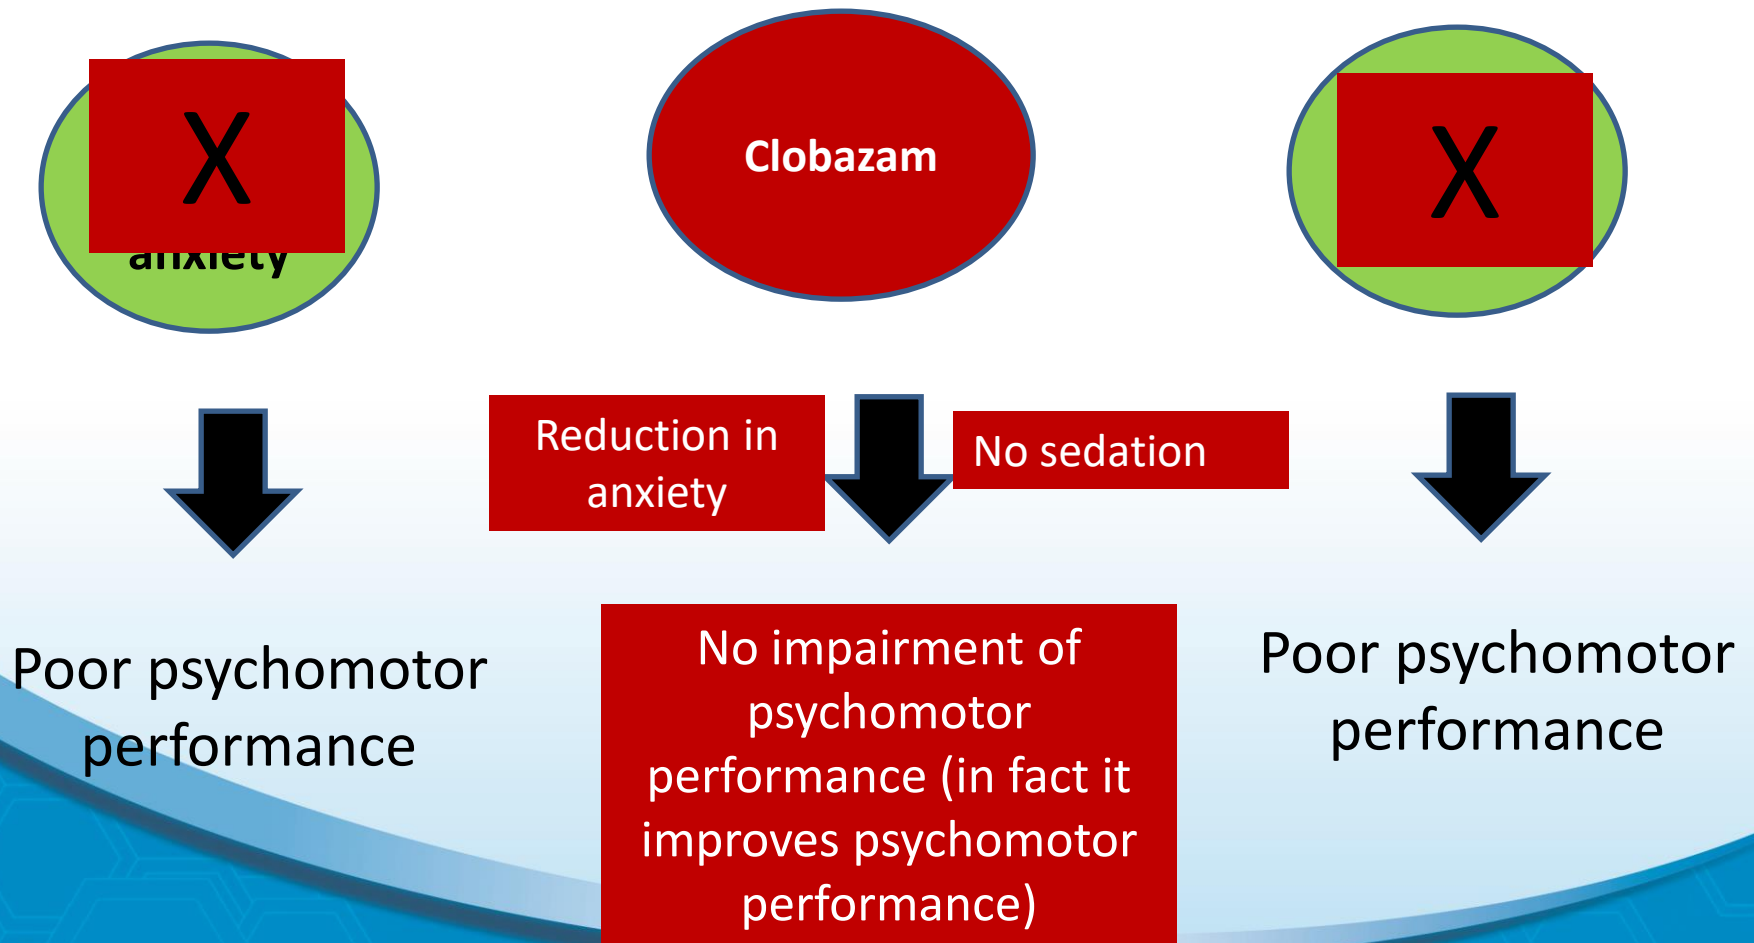 X
anxiety
Clobazam
X
Reduction in
anxiety
No sedation
Poor psychomotor
performance
No impairment of
psychomotor
performance (in fact it
improves psychomotor
performance)
Poor psychomotor
performance